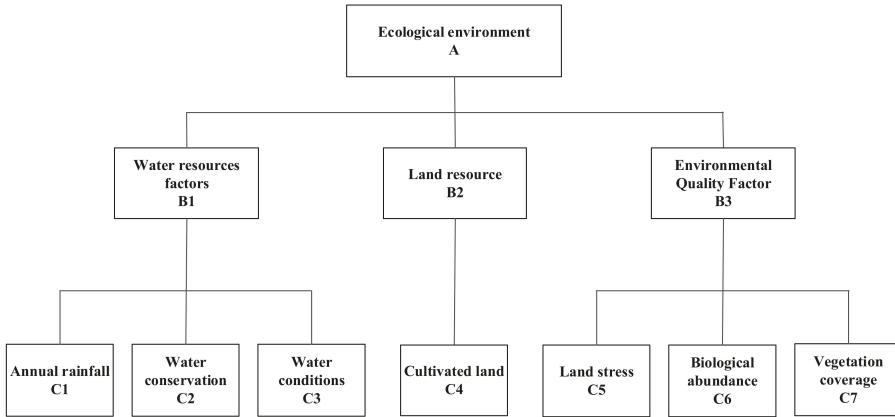 Ecological environment
A
Water resources
factors
B1
Land resource
B2
Environmental
Quality Factor
B3
Annual rainfall
C1
Water
conservation
C2
Water
conditions
C3
Cultivated land
C4
Land stress
C5
Biological
abundance
C6
Vegetation
coverage
C7